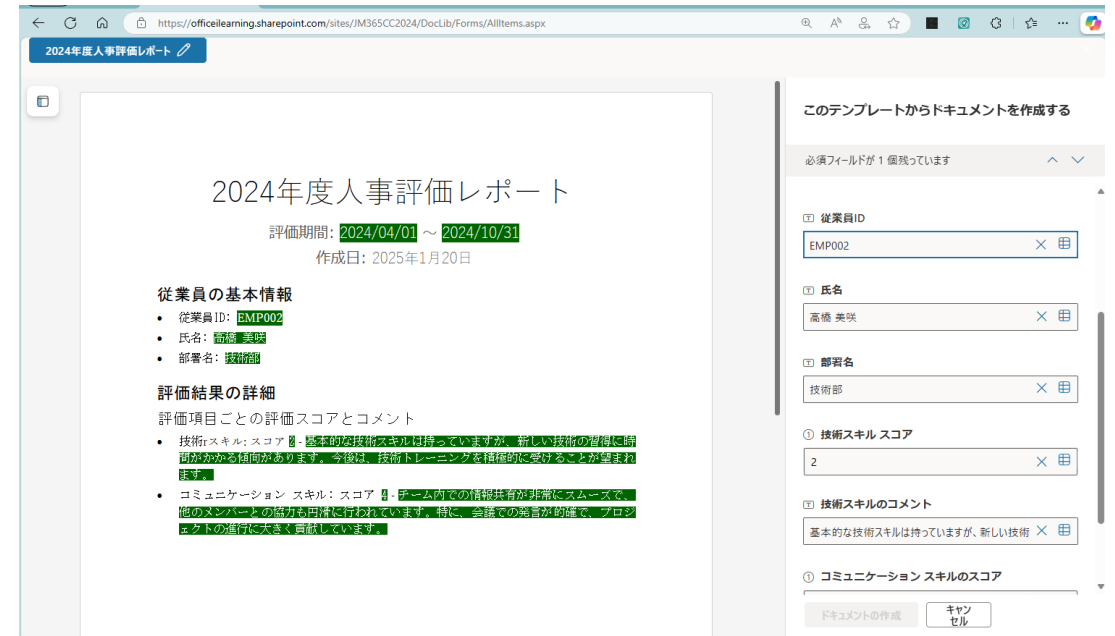 https://officeilearning.sharepoint.com/sites/JM365CC2024/DocLib/Forms/AllItems.aspx
2024年度人事評価レポート
2024年度人事評価レポート
評価期間: 2024/04/01 ～ 2024/10/31
作成日: 2025年1月20日
従業員の基本情報
• 従業員ID: EMP002
• 氏名: 高橋 美咲
• 部署名: 技術部
評価結果の詳細
評価項目ごとの評価スコアとコメント
• 技術rスキル: スコア 2 - 基本的な技術スキルは持っていますが、新しい技術の習得に時
間がかかる傾向があります。今後は、技術トレーニングを積極的に受けることが望まれ
ます。
• コミュニケーション スキル: スコア 4 - チーム内での情報共有が非常にスムーズで、
他のメンバーとの協力も円滑に行われています。特に、会議での発言が的確で、プロジ
ェクトの進行に大きく貢献しています。
このテンプレートからドキュメントを作成する
必須フィールドが 1 個残っています
従業員ID
EMP002
氏名
高橋 美咲
部署名
技術部
技術スキル スコア
2
技術スキルのコメント
基本的な技術スキルは持っていますが、新しい技術
コミュニケーション スキルのスコア
ドキュメントの作成
キャン
セル